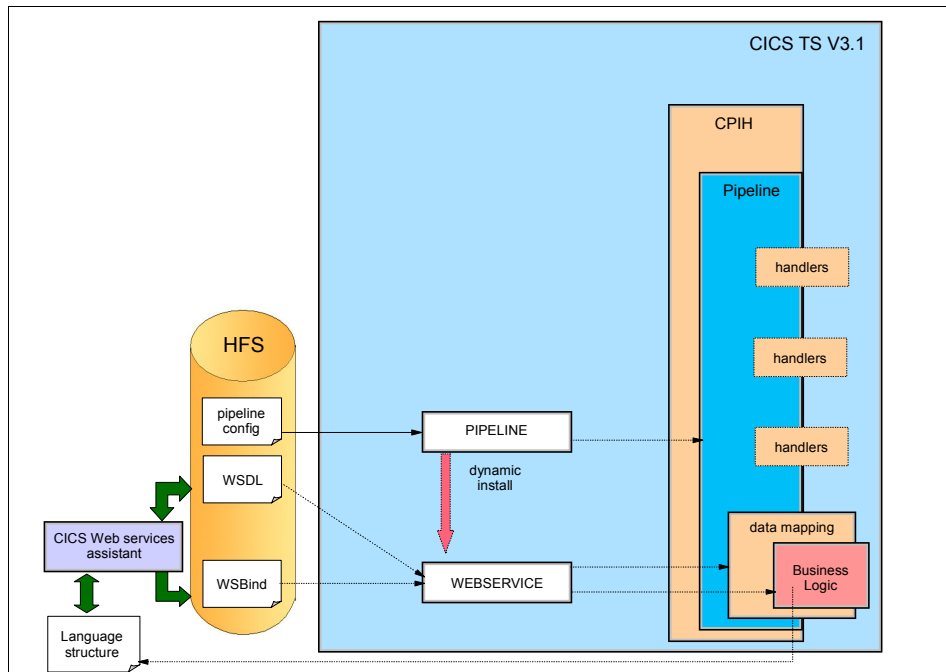 CICS TS V3.1
CPIH
Pipeline
handlers
handlers
handlers
HFS
pipeline
config
PIPELINE
dynamic
install
WSDL
CICS Web services
assistant
WSBind
WEBSERVICE
data mapping
Business
Logic
Language
structure